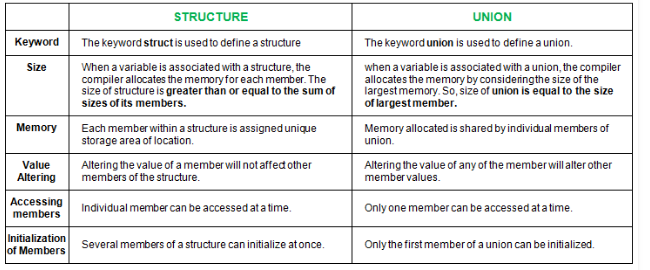 STRUCTURE UNION
Keyword The keyword struct is used to define a structure The keyword union is used to define a union.
Size When a variable is associated with a structure, the when a variable is associated with a union, the compiler
compiler allocates the memory for each member. The allocates the memory by considering the size of the
size of structure is greater than or equal to the sum of largest memory. So, size of union is equal to the size
sizes of its members. of largest member.
Memory Each member within a structure is assigned unique Memory allocated is shared by individual members of
storage area of location. union.
Value Altering the value of a member will not affect other Altering the value of any of the member will alter other
Altering members of the structure. member values.
Accessing Individual member can be accessed at a time. Only one member can be accessed at a time.
members
Initialization Several members of a structure can initialize at once. Only the first member of a union can be initialized.
of Members